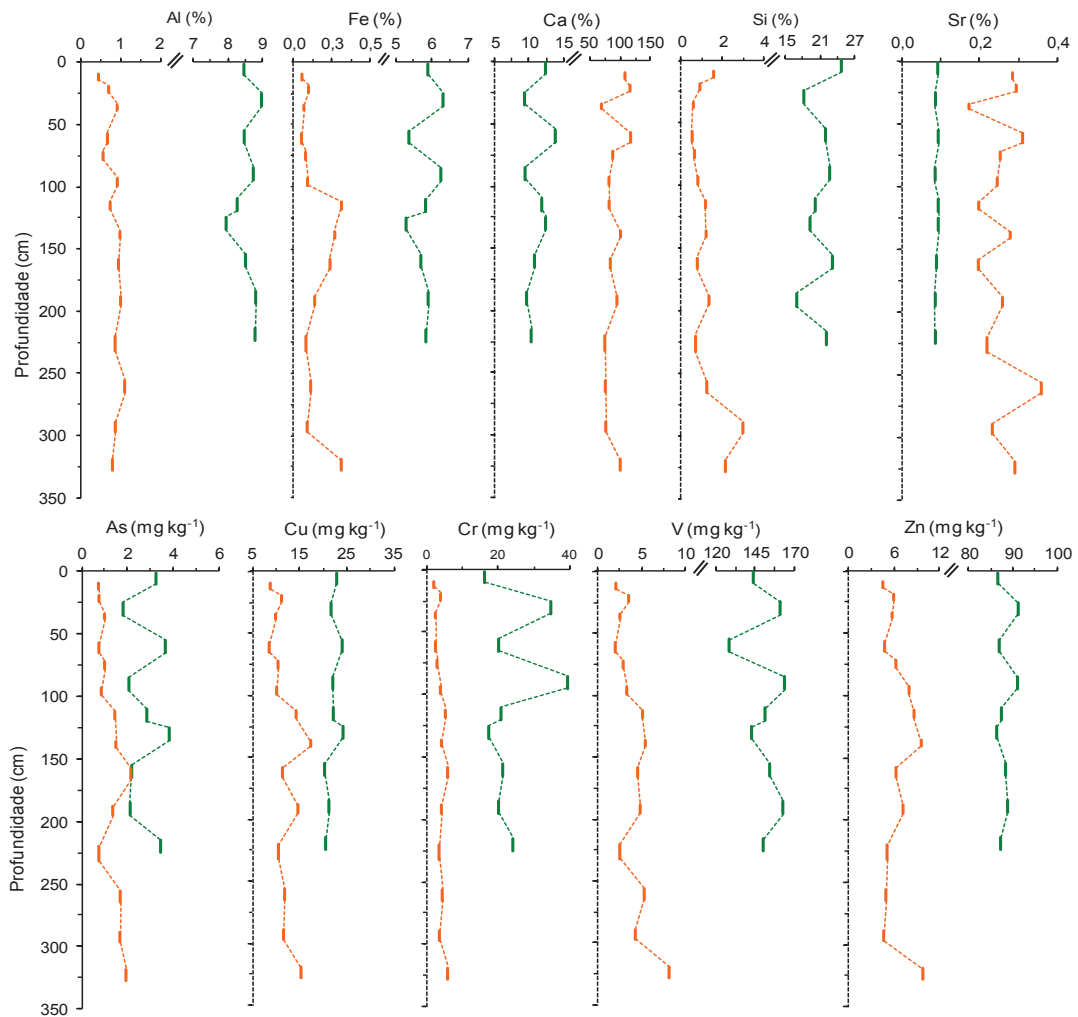 Al (%) Fe (%) Ca (%) Si (%) Sr (%)
0 1 2 7 8 9 0,0 0,3 0,5 5 6 7 5 10 15 50 100 150 0 2 4 15 21 27 0,0 0,2 0,4
0
50
100
150
200
250
300
350
Profundidade (cm)
As (mg kg⁻¹) Cu (mg kg⁻¹) Cr (mg kg⁻¹) V (mg kg⁻¹) Zn (mg kg⁻¹)
0 2 4 6 5 15 25 35 0 20 40 0 5 10 120 145 170 0 6 12 80 90 100
0
50
100
150
200
250
300
350
Profundidade (cm)